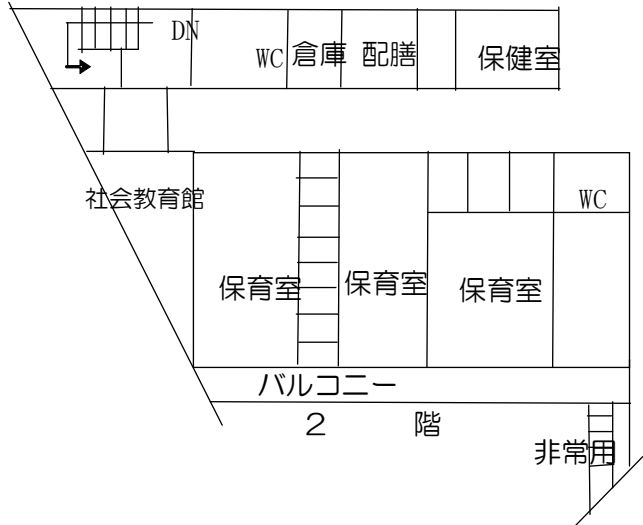 DN
WC 倉庫 配膳 保健室
社会教育館
WC
保育室 保育室 保育室
バルコニー
２ 階
非常用